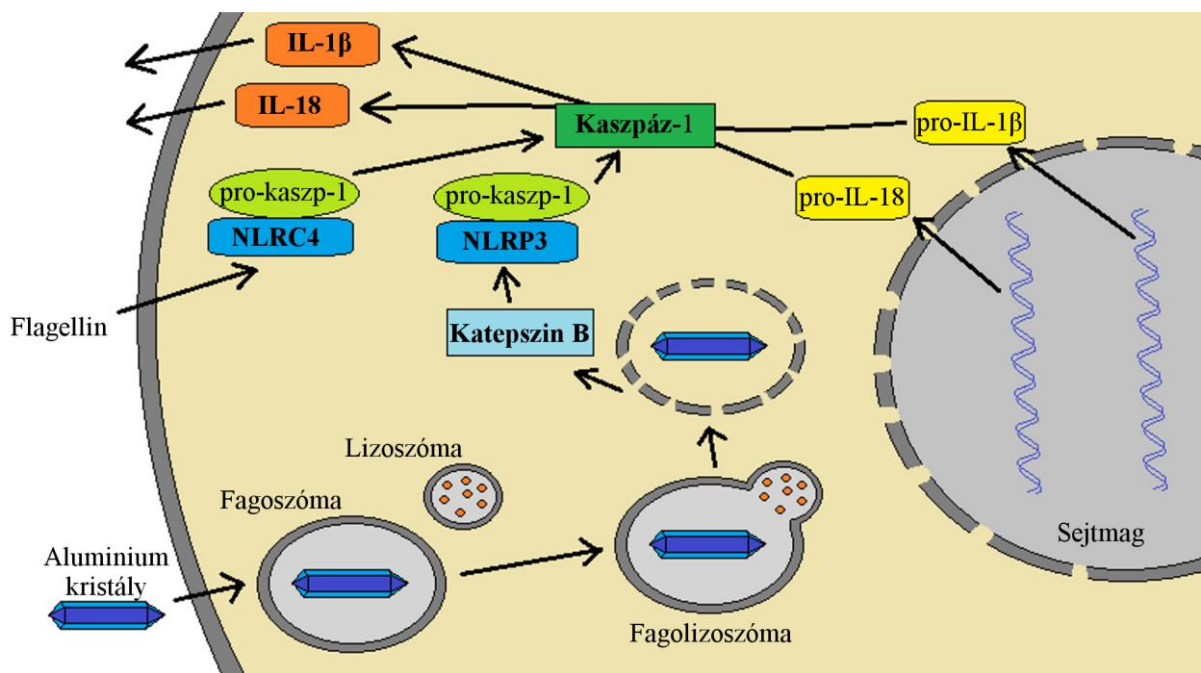 IL-1β
IL-18
Kaszpáz-1
pro-IL-1β
pro-kaszp-1
pro-kaszp-1
pro-IL-18
NLRC4
NLRP3
Flagellin
Katepszin B
Lizoszóma
Fagoszóma
Sejtmag
Aluminium
kristály
Fagolizoszóma